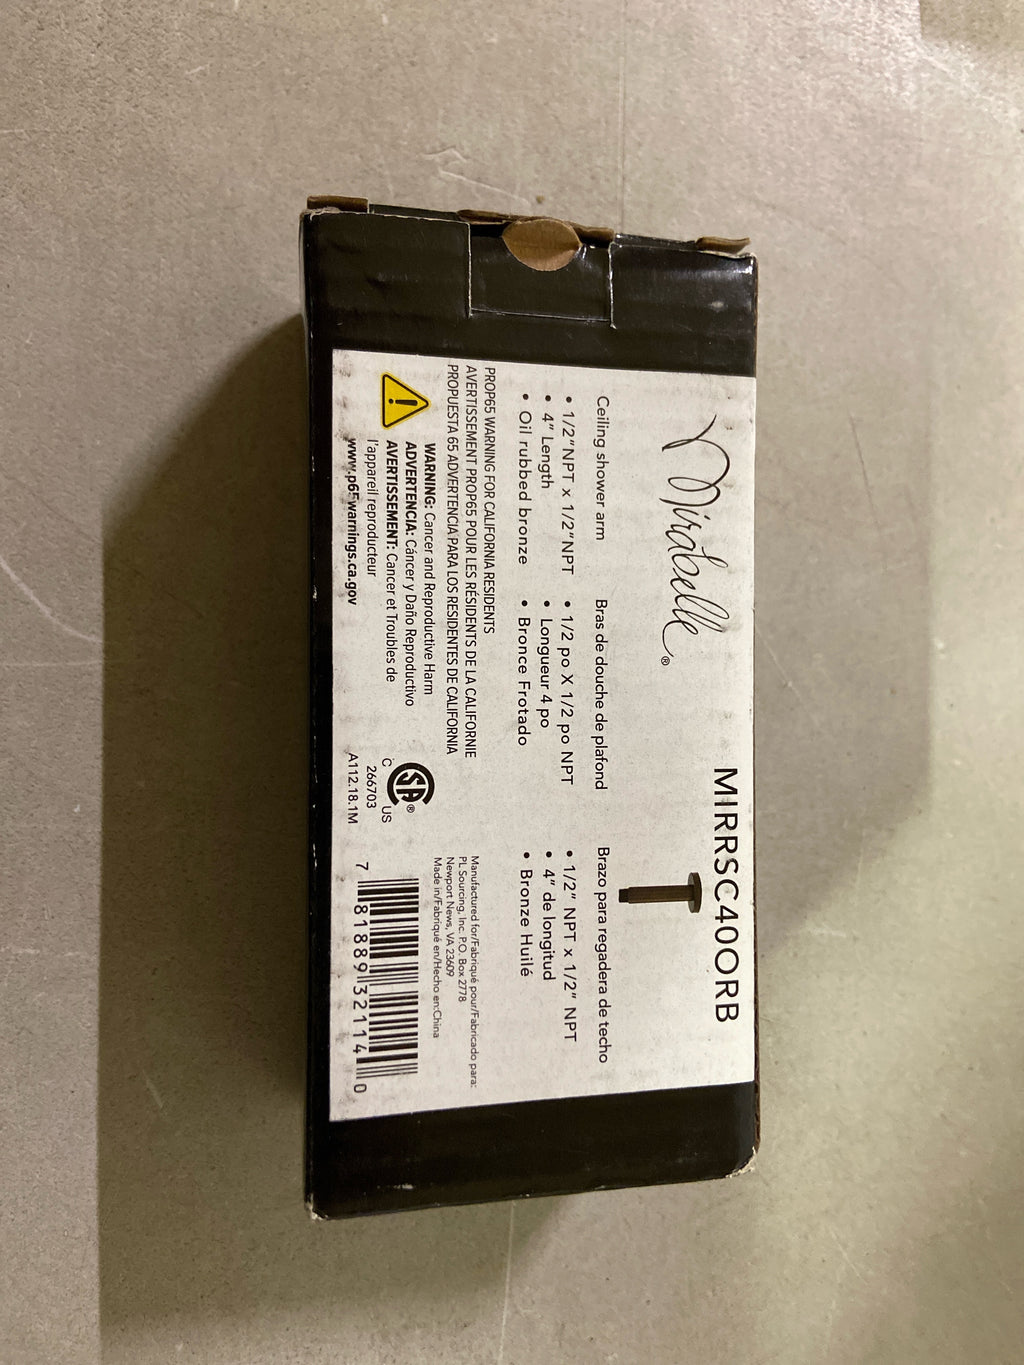 Mirabelle®
MIRRSC400ORB
Ceiling shower arm
• 1/2"NPT x 1/2"NPT
• 4" Length
• Oil rubbed bronze
Bras de douche de plafond
• 1/2 po X 1/2 po NPT
• Longueur 4 po
• Bronce Frotado
Brazo para regadera de techo
• 1/2" NPT x 1/2" NPT
• 4" de longitud
• Bronze Huilé
PROP65 WARNING FOR CALIFORNIA RESIDENTS
AVERTISSEMENT PROP65 POUR LES RÉSIDENTS DE LA CALIFORNIE
PROPUESTA 65 ADVERTENCIA PARA LOS RESIDENTES DE CALIFORNIA
WARNING: Cancer and Reproductive Harm
ADVERTENCIA: Cáncer y Daño Reproductivo
AVERTISSEMENT: Cancer et Troubles de
l'appareil reproducteur
www.p65warnings.ca.gov
CSA®
C US
266703
A112.18.1M
Manufactured for/Fabriqué pour/Fabricado para:
PL Sourcing, Inc. P.O. Box 2778
Newport News, VA 23609
Made in/Fabriqué en/Hecho en:China
7 81889 32114 0